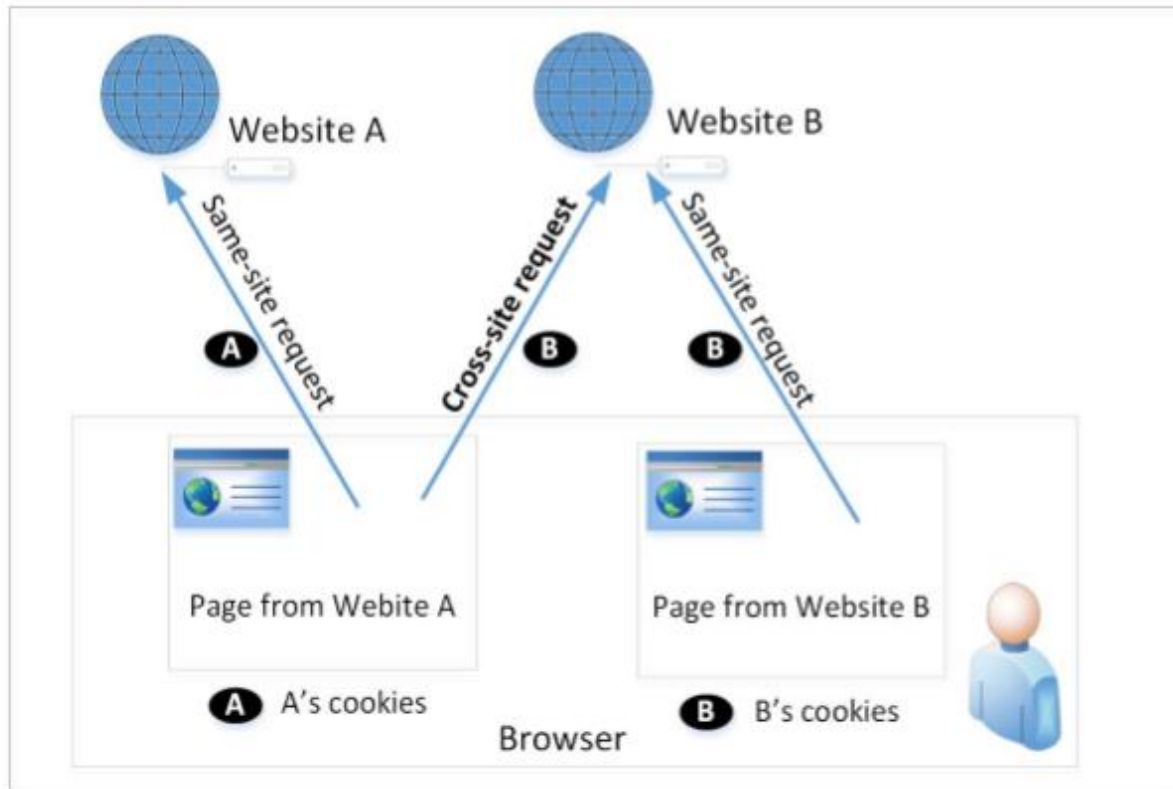 Website A
Website B
Same-site request
Cross-site request
Same-site request
A
B
B
Page from Webite A
Page from Website B
A A's cookies
B B's cookies
Browser